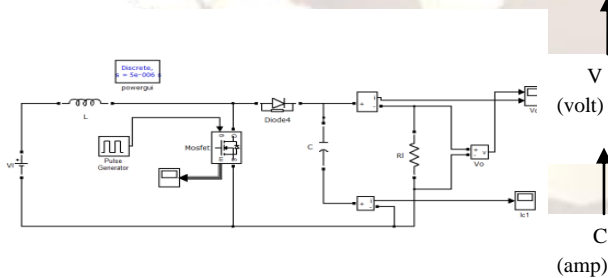 Discrete,
s = 5e-006 s
powergui
L
Diode4
Mosfet
Pulse
Generator
VI
C
Rl
Vo
Ic1
V
(volt)
C
(amp)